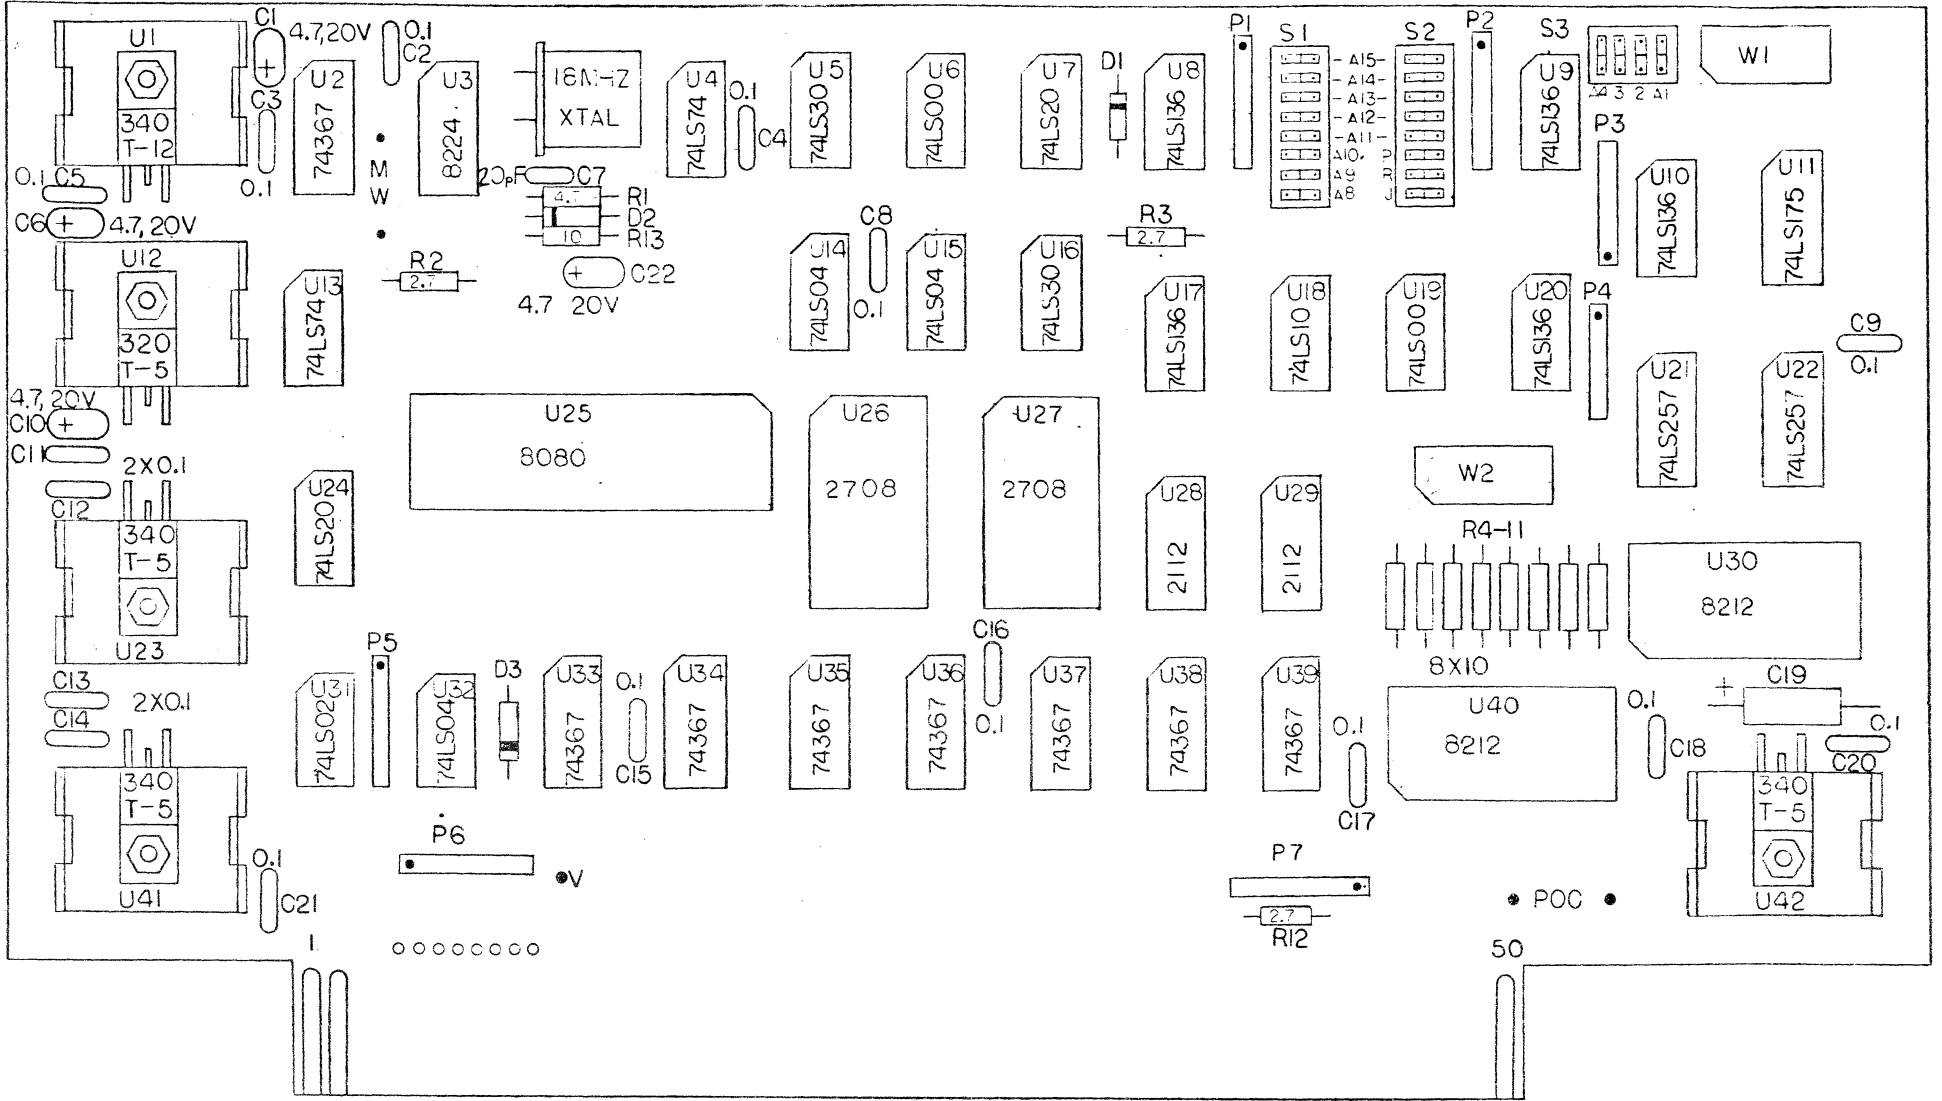 U1
340
T-12
C1
4.7,20V
C3
0.1
0.1
C2
U2
74367
M
W
U3
8224
18MHZ
XTAL
20pF
C7
4.7
R1
D2
10
R13
C22
4.7 20V
R2
2.7
U4
74LS74
0.1
C4
U5
74LS30
U6
74LS00
U7
74LS20
D1
U8
74LS136
P1
S1
-A15-
-A14-
-A13-
-A12-
-A11-
A10
A9
A8
S2
P
R
J
P2
S3
A4 3 2 A1
U9
74LS136
W1
P3
U10
74LS136
U11
74LS175
0.1 C5
C6
+
4.7,20V
U12
320
T-5
U13
74LS74
U14
74LS04
C8
0.1
U15
74LS04
U16
74LS30
R3
2.7
U17
74LS136
U18
74LS10
U19
74LS00
U20
74LS136
P4
U21
74LS257
U22
74LS257
C9
0.1
4.7,20V
C10
+
C11
2X0.1
C12
340
T-5
U23
U24
74LS20
U25
8080
U26
2708
U27
2708
U28
2112
U29
2112
W2
R4-11
8X10
U30
8212
C13
2X0.1
C14
340
T-5
U41
U31
74LS02
P5
U32
74LS04
D3
U33
74367
0.1
C15
U34
74367
U35
74367
U36
74367
C16
0.1
U37
74367
U38
74367
U39
74367
0.1
C17
U40
8212
0.1
C18
+
C19
0.1
C20
340
T-5
U42
0.1
C21
P6
V
P7
2.7
R12
POC
1
50